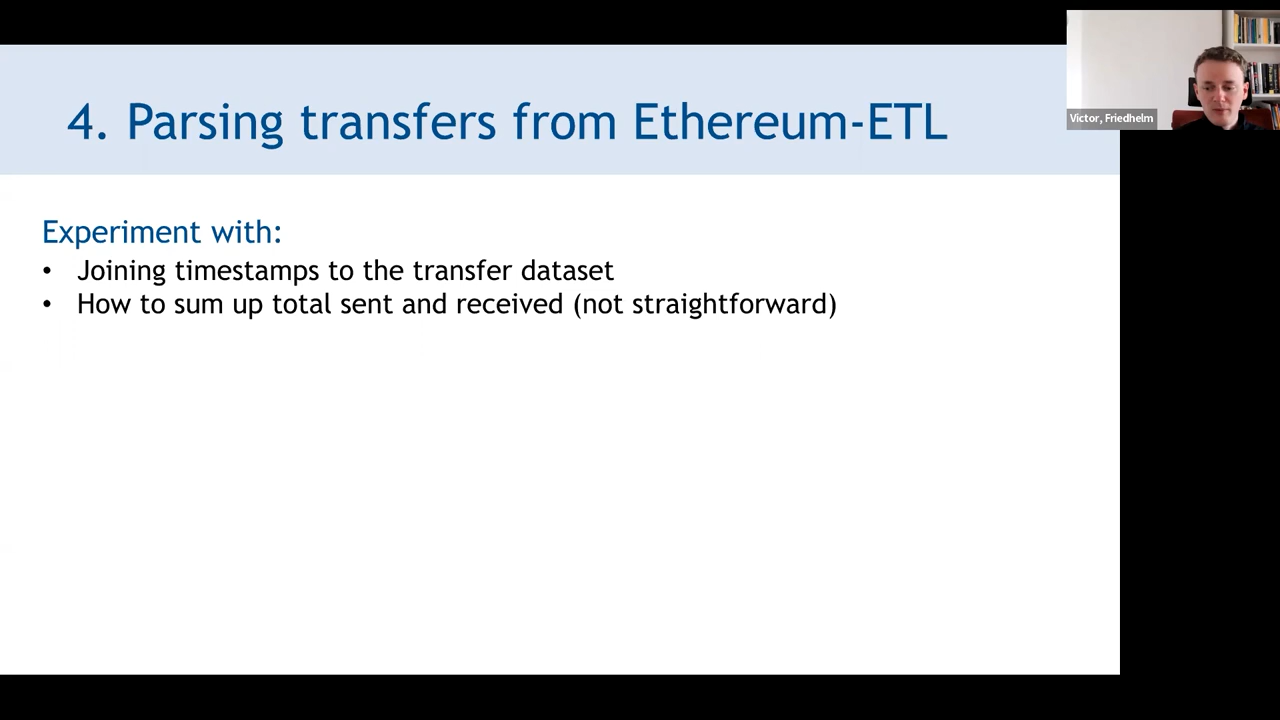 4. Parsing transfers from Ethereum-ETL
Victor, Friedhelm
Experiment with:
• Joining timestamps to the transfer dataset
• How to sum up total sent and received (not straightforward)